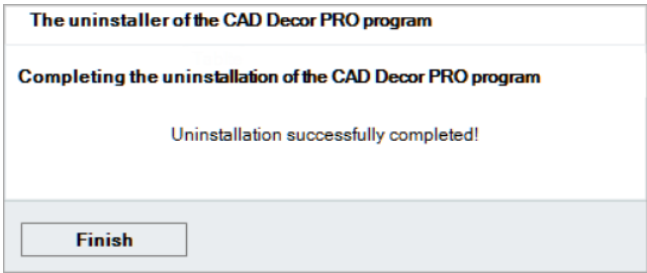 The uninstaller of the CAD Decor PRO program
Completing the uninstallation of the CAD Decor PRO program
Uninstallation successfully completed!
Finish